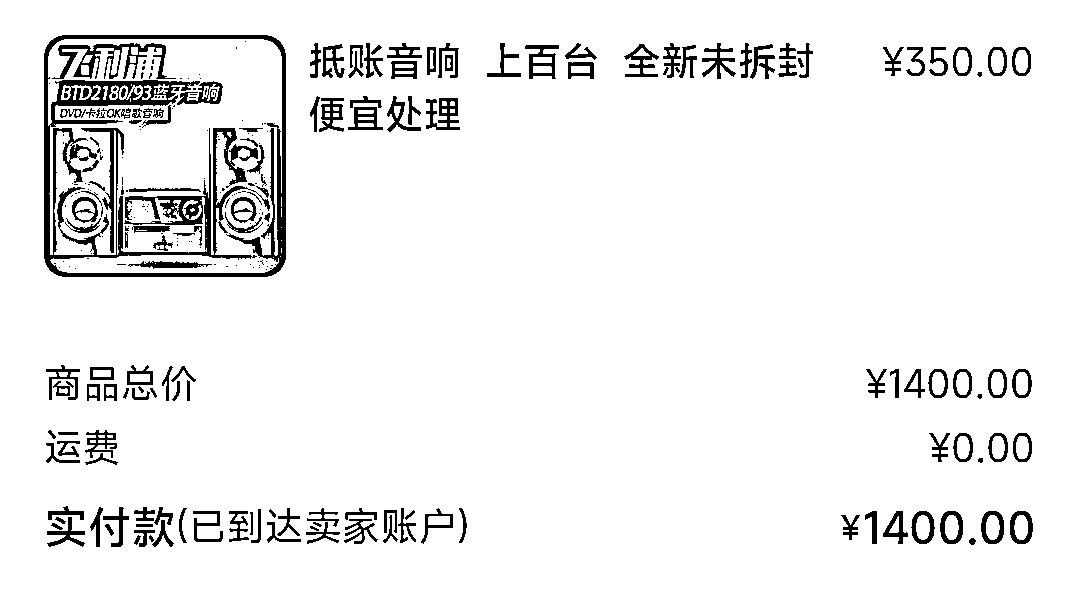 飞利浦
BTD2180/93蓝牙音响
DVD/卡拉OK唱歌音响
抵账音响 上百台 全新未拆封 ¥350.00
便宜处理
商品总价 ¥1400.00
运费 ¥0.00
实付款(已到达卖家账户) ¥1400.00